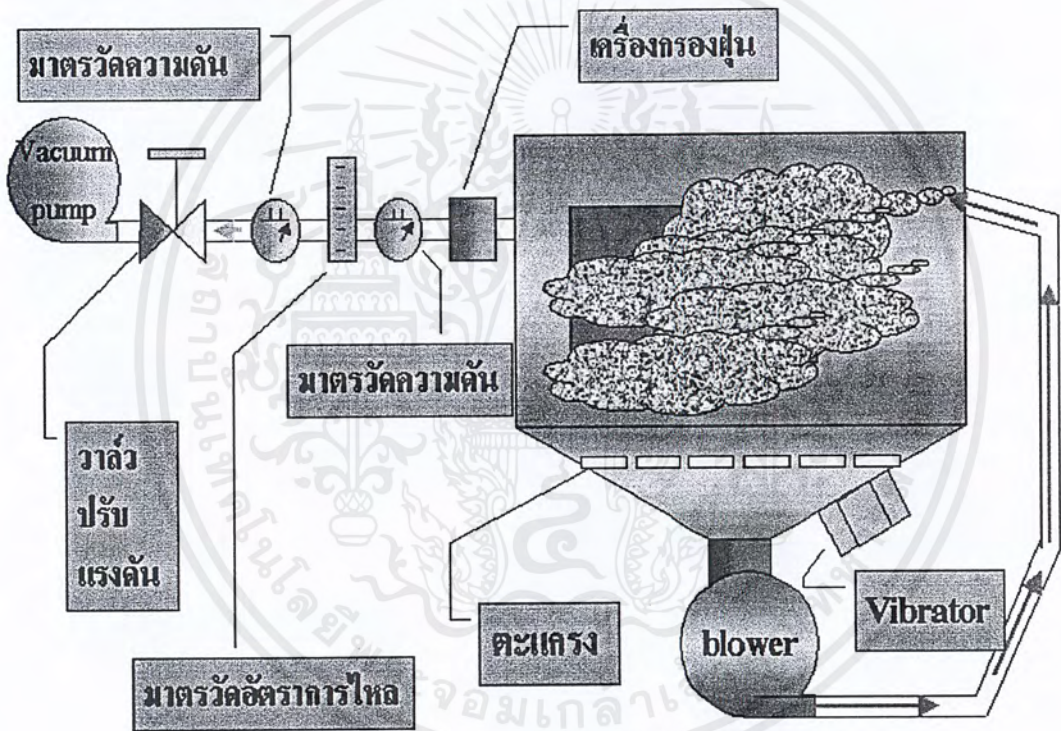 มาตรวัดความดัน
เครื่องกรองฝุ่น
Vacuum
pump
มาตรวัดความดัน
วาล์ว
ปรับ
แรงดัน
ตะแกรง
blower
Vibrator
มาตรวัดอัตราการไหล